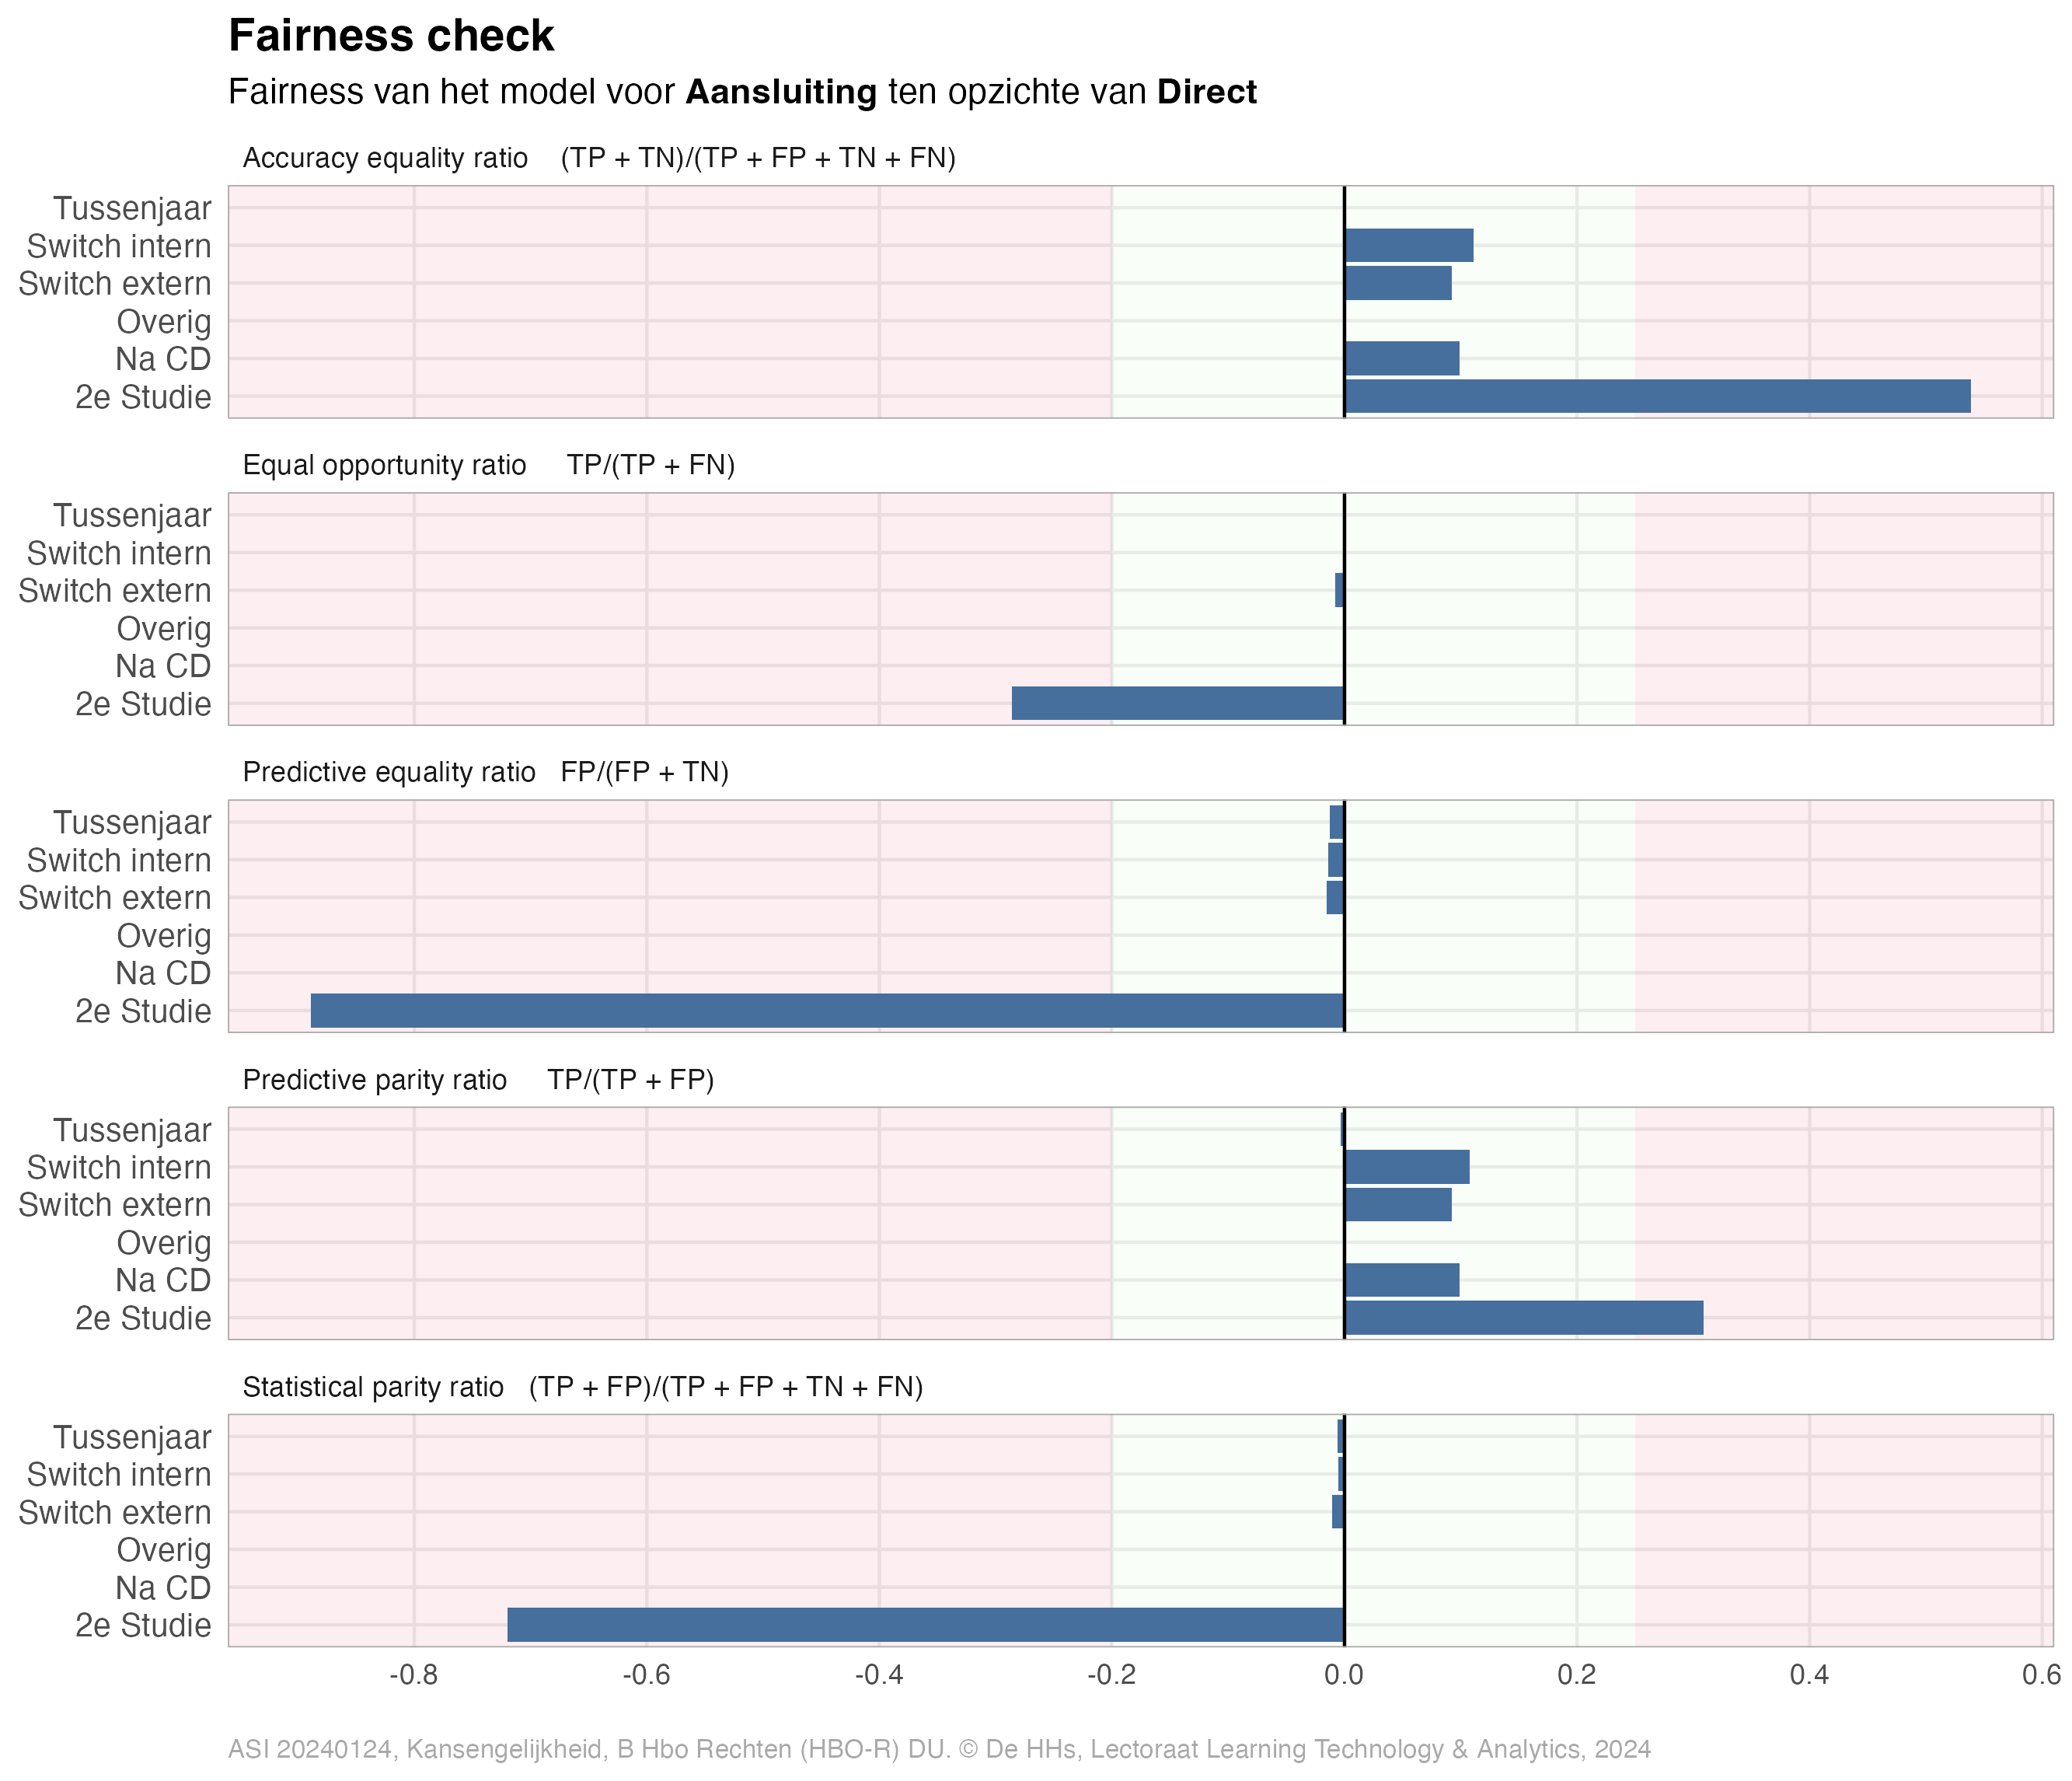 Fairness check
Fairness van het model voor Aansluiting ten opzichte van Direct
Accuracy equality ratio (TP + TN)/(TP + FP + TN + FN)
Tussenjaar
Switch intern
Switch extern
Overig
Na CD
2e Studie
Equal opportunity ratio TP/(TP + FN)
Tussenjaar
Switch intern
Switch extern
Overig
Na CD
2e Studie
Predictive equality ratio FP/(FP + TN)
Tussenjaar
Switch intern
Switch extern
Overig
Na CD
2e Studie
Predictive parity ratio TP/(TP + FP)
Tussenjaar
Switch intern
Switch extern
Overig
Na CD
2e Studie
Statistical parity ratio (TP + FP)/(TP + FP + TN + FN)
Tussenjaar
Switch intern
Switch extern
Overig
Na CD
2e Studie
-0.8 -0.6 -0.4 -0.2 0.0 0.2 0.4 0.6
ASI 20240124, Kansengelijkheid, B Hbo Rechten (HBO-R) DU. © De HHs, Lectoraat Learning Technology & Analytics, 2024